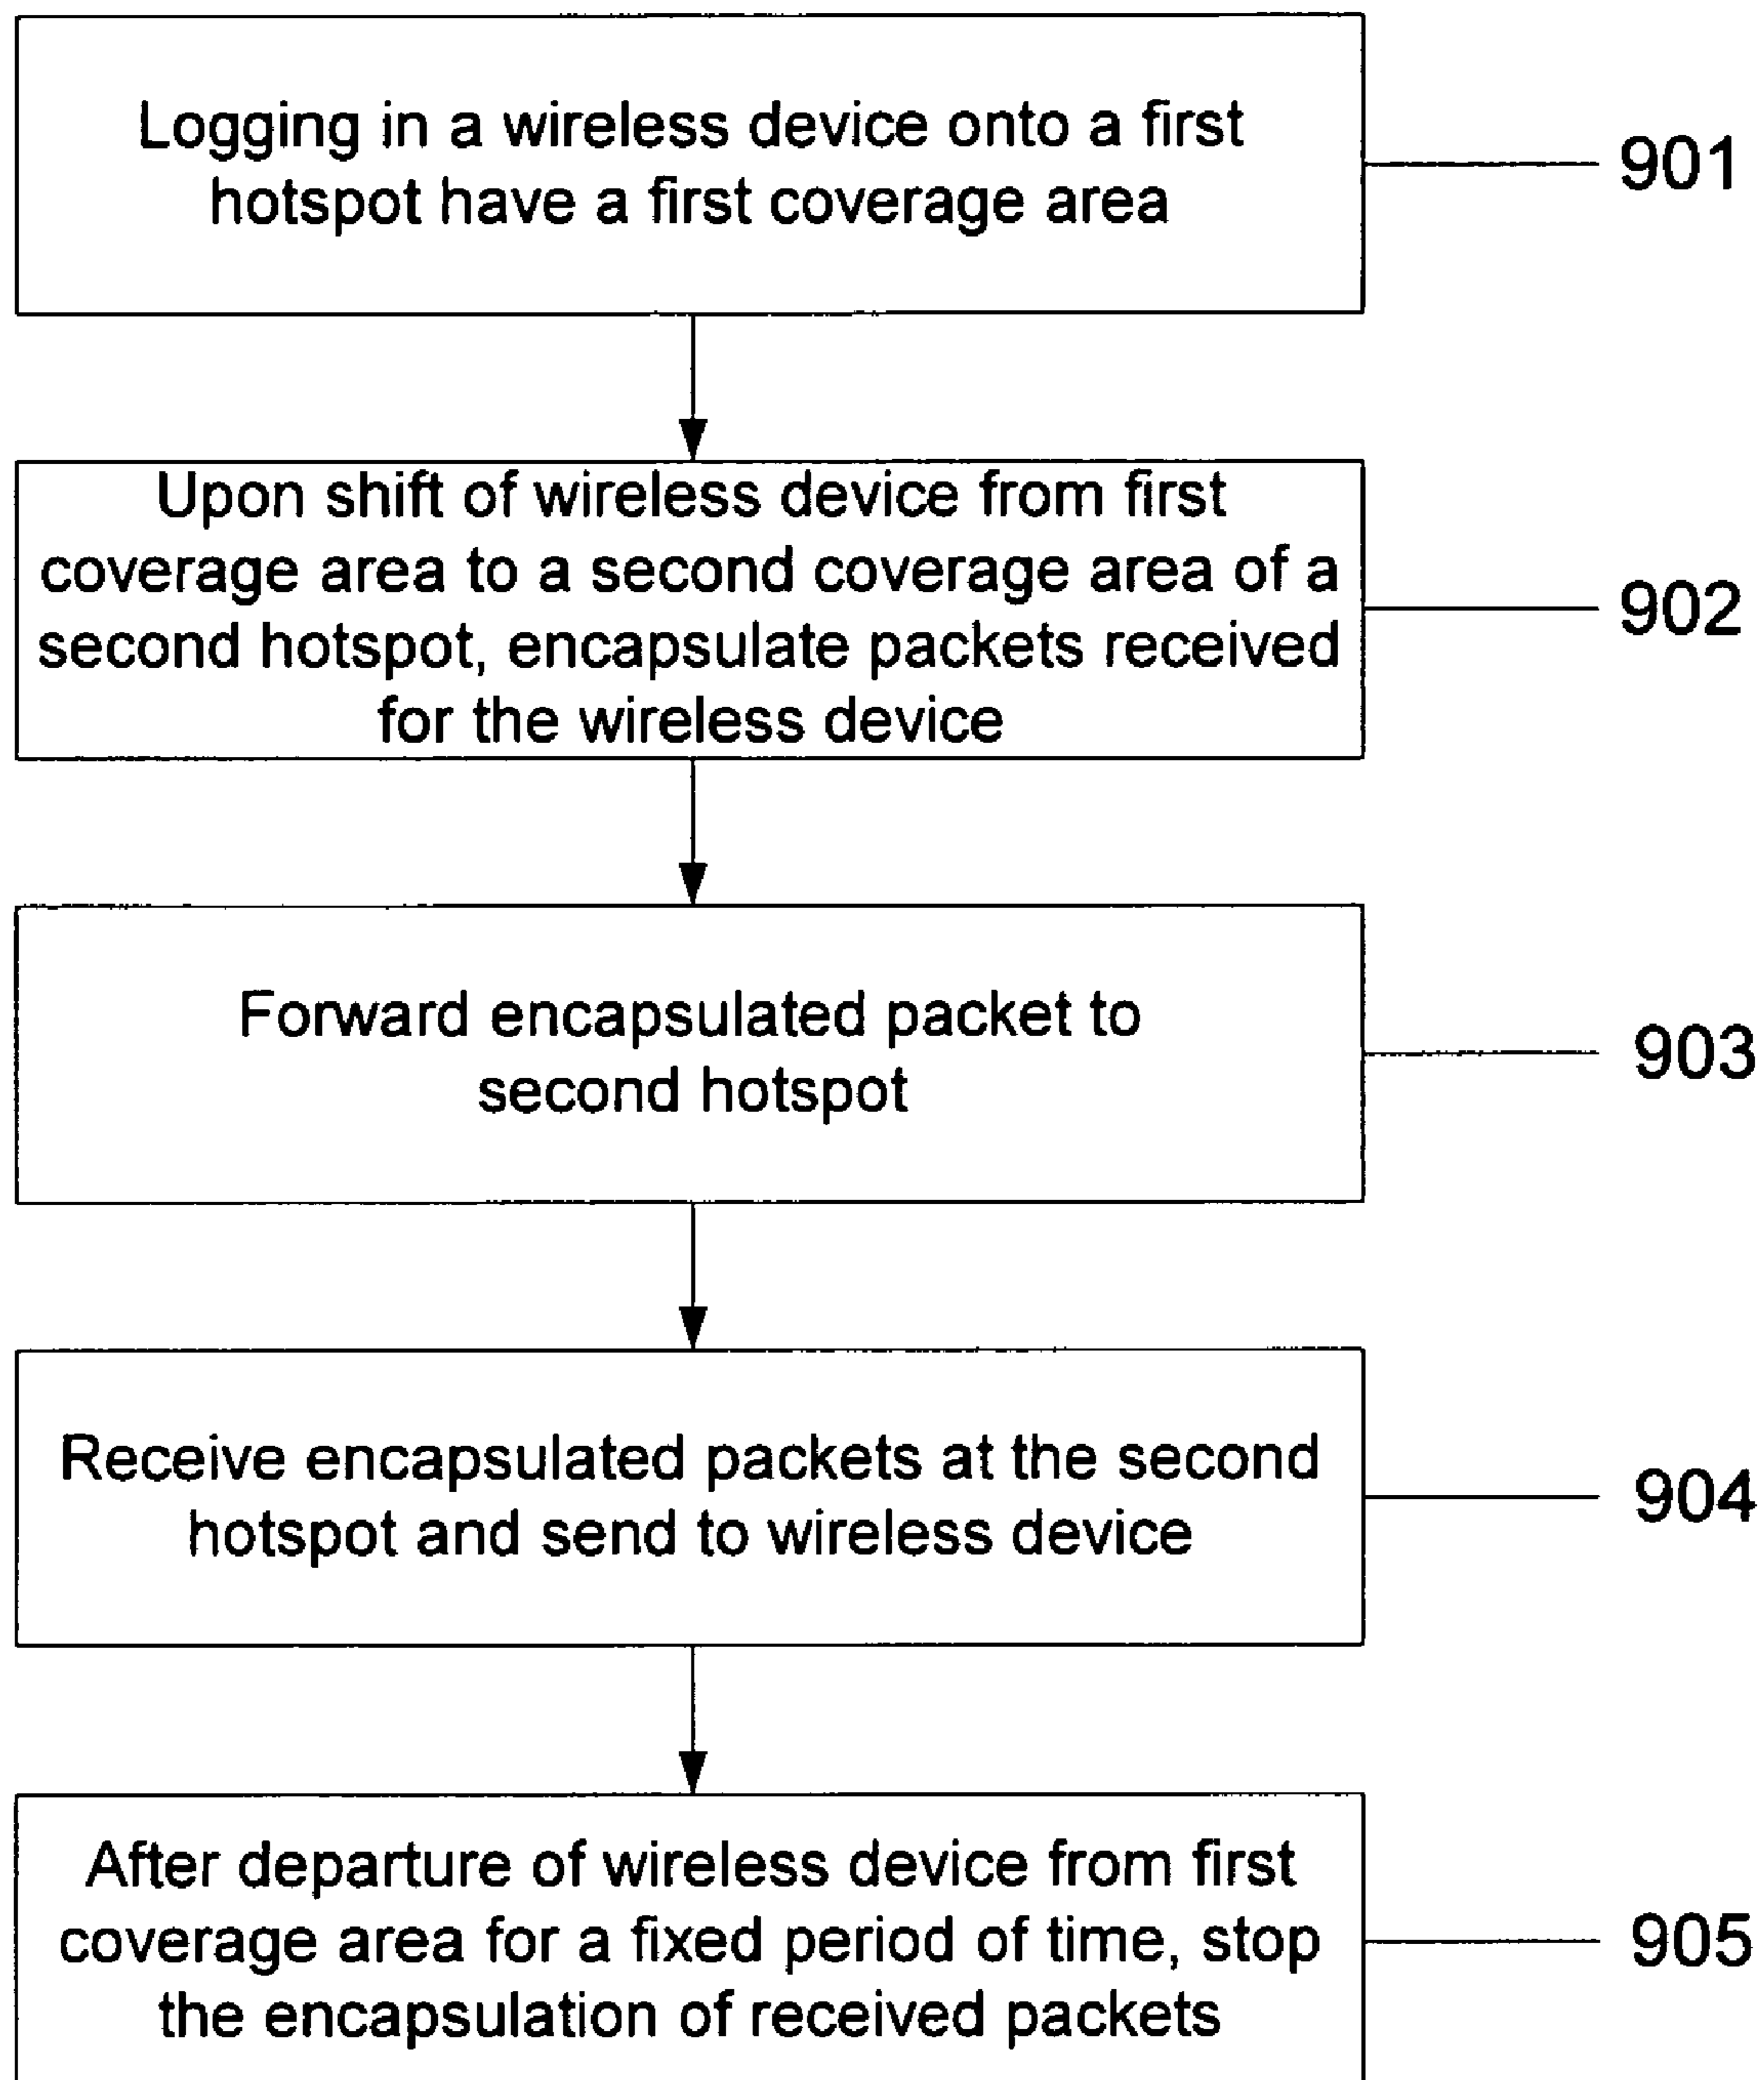 Logging in a wireless device onto a first
hotspot have a first coverage area
901
Upon shift of wireless device from first
coverage area to a second coverage area of a
second hotspot, encapsulate packets received
for the wireless device
902
Forward encapsulated packet to
second hotspot
903
Receive encapsulated packets at the second
hotspot and send to wireless device
904
After departure of wireless device from first
coverage area for a fixed period of time, stop
the encapsulation of received packets
905